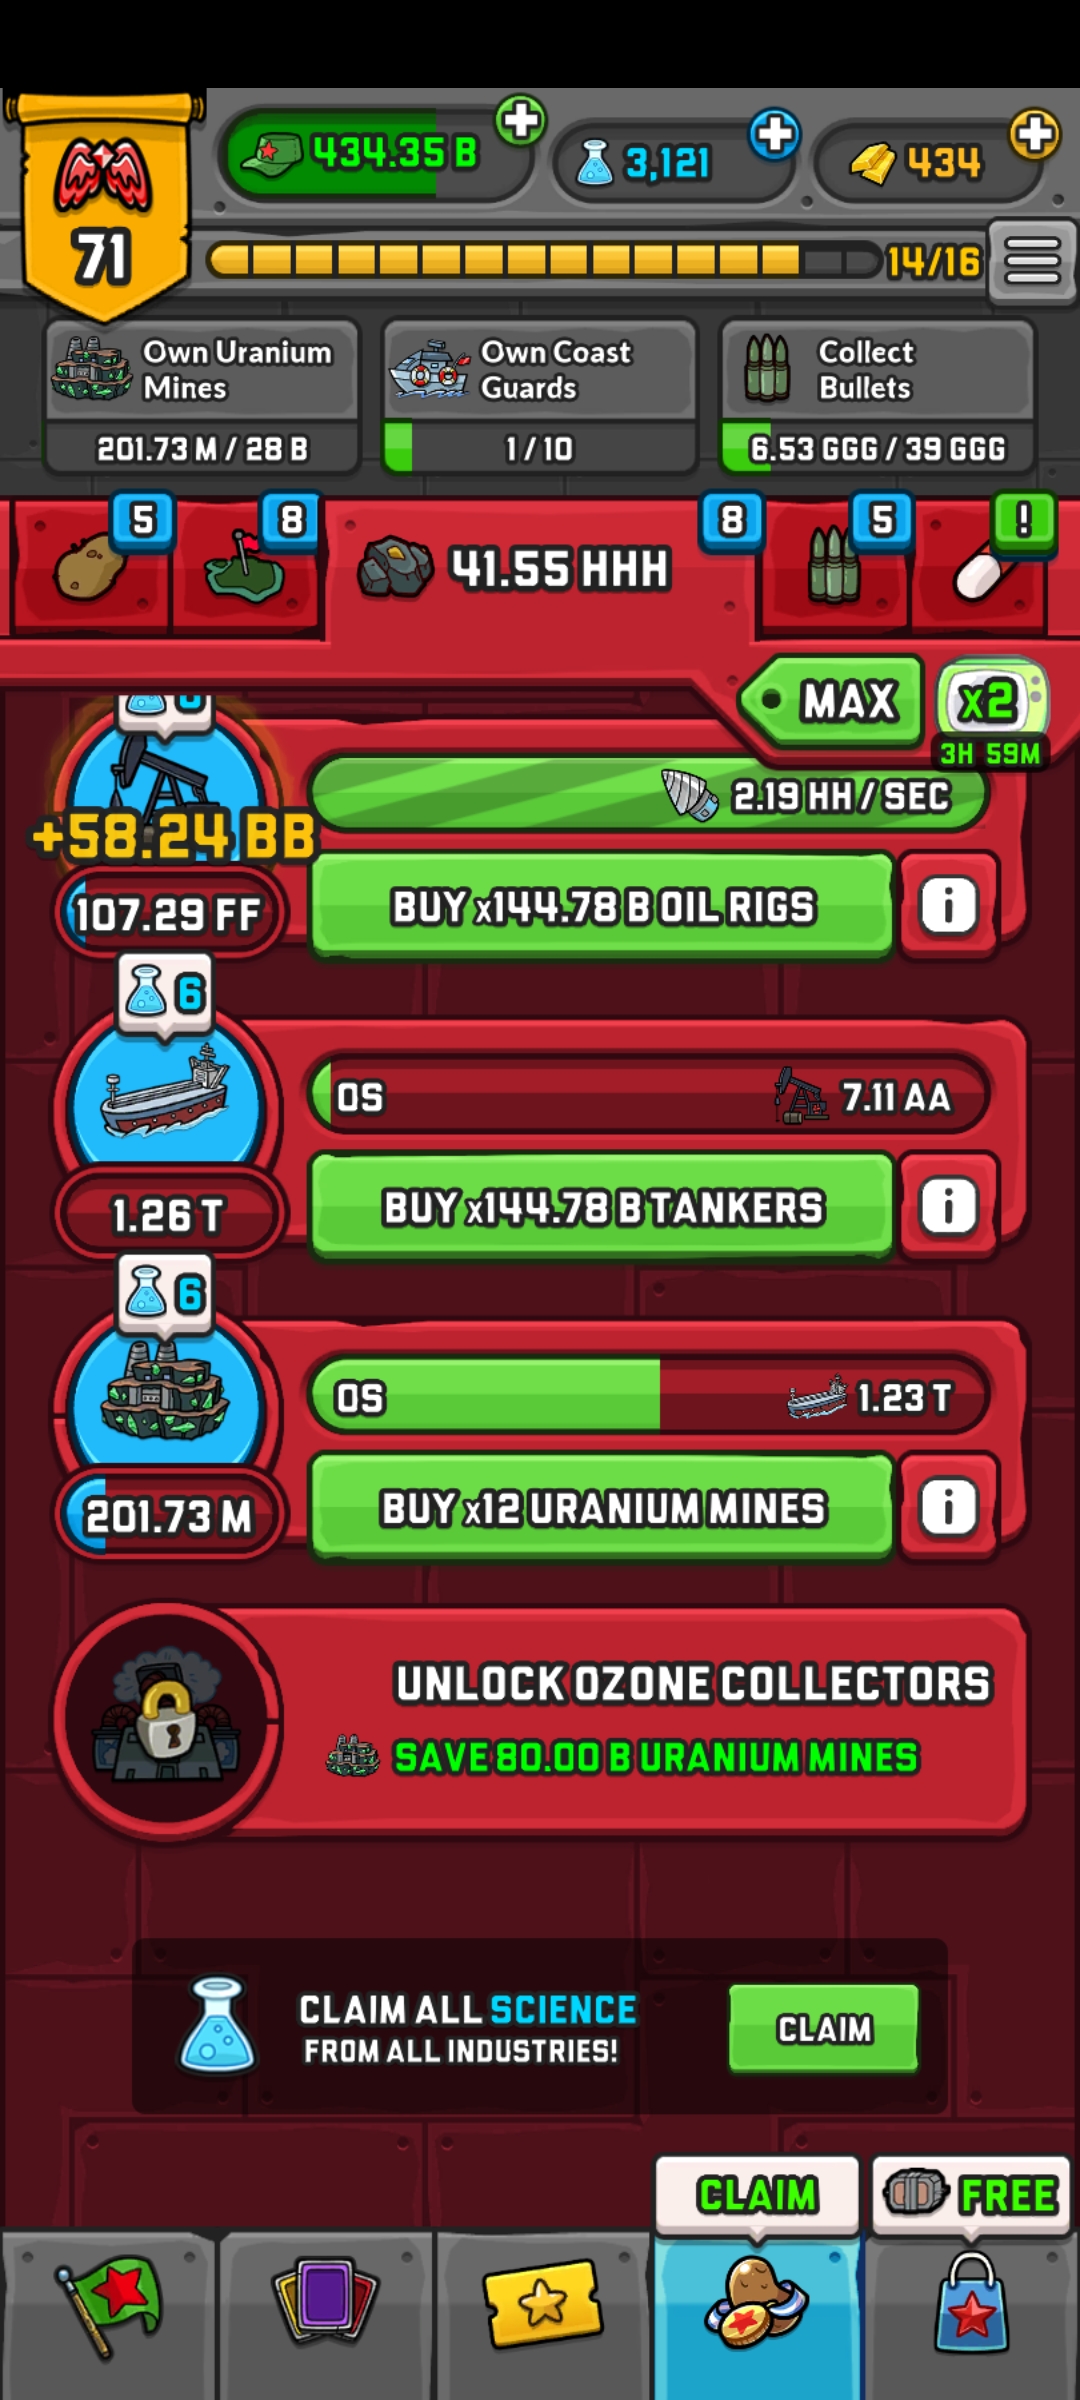 71
434.35 B
3,121
434
14/16
Own Uranium
Mines
201.73 M / 28 B
Own Coast
Guards
1 / 10
Collect
Bullets
6.53 GGG / 39 GGG
5
8
41.55 HHH
8
5
!
MAX
x2
3H 59M
2.19 HH / SEC
+58.24 BB
107.29 FF
BUY x144.78 B OIL RIGS
i
6
0S
7.11 AA
1.26 T
BUY x144.78 B TANKERS
i
6
0S
1.23 T
201.73 M
BUY x12 URANIUM MINES
i
UNLOCK OZONE COLLECTORS
SAVE 80.00 B URANIUM MINES
CLAIM ALL SCIENCE
FROM ALL INDUSTRIES!
CLAIM
CLAIM
FREE